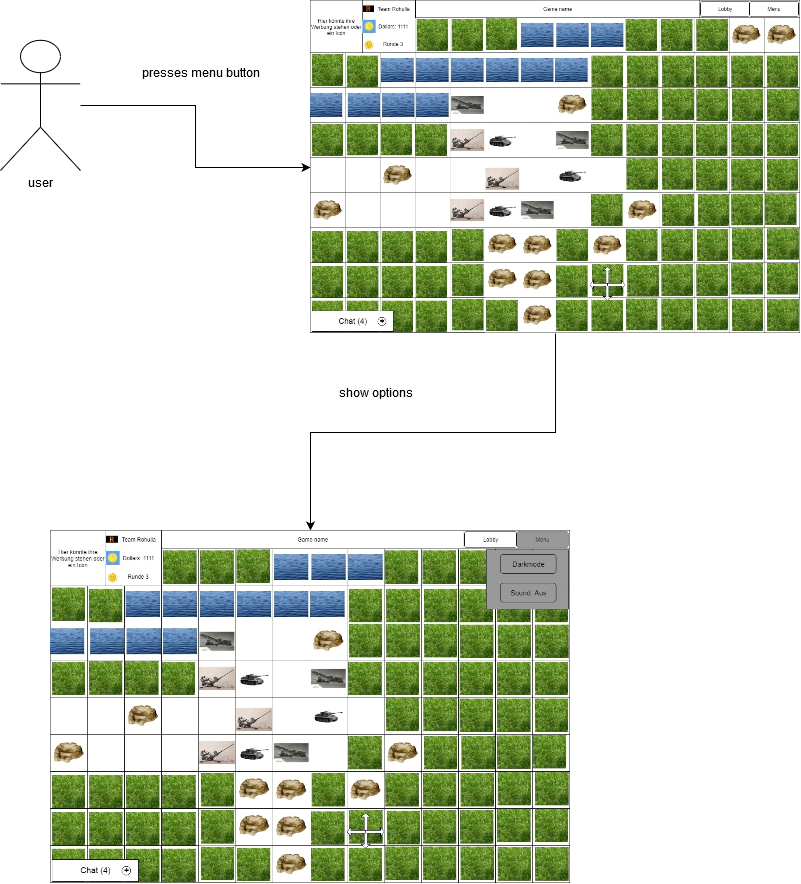 Team Rohulla
Game name
Lobby
Menu
Hier könnte ihre
Werbung stehen oder
ein Icon
Dollars: 1111
Runde 3
presses menu button
user
Chat (4)
show options
Team Rohulla
Game name
Lobby
Menu
Hier könnte ihre
Werbung stehen oder
ein Icon
Dollars: 1111
Runde 3
Darkmode
Sound: Aus
Chat (4)